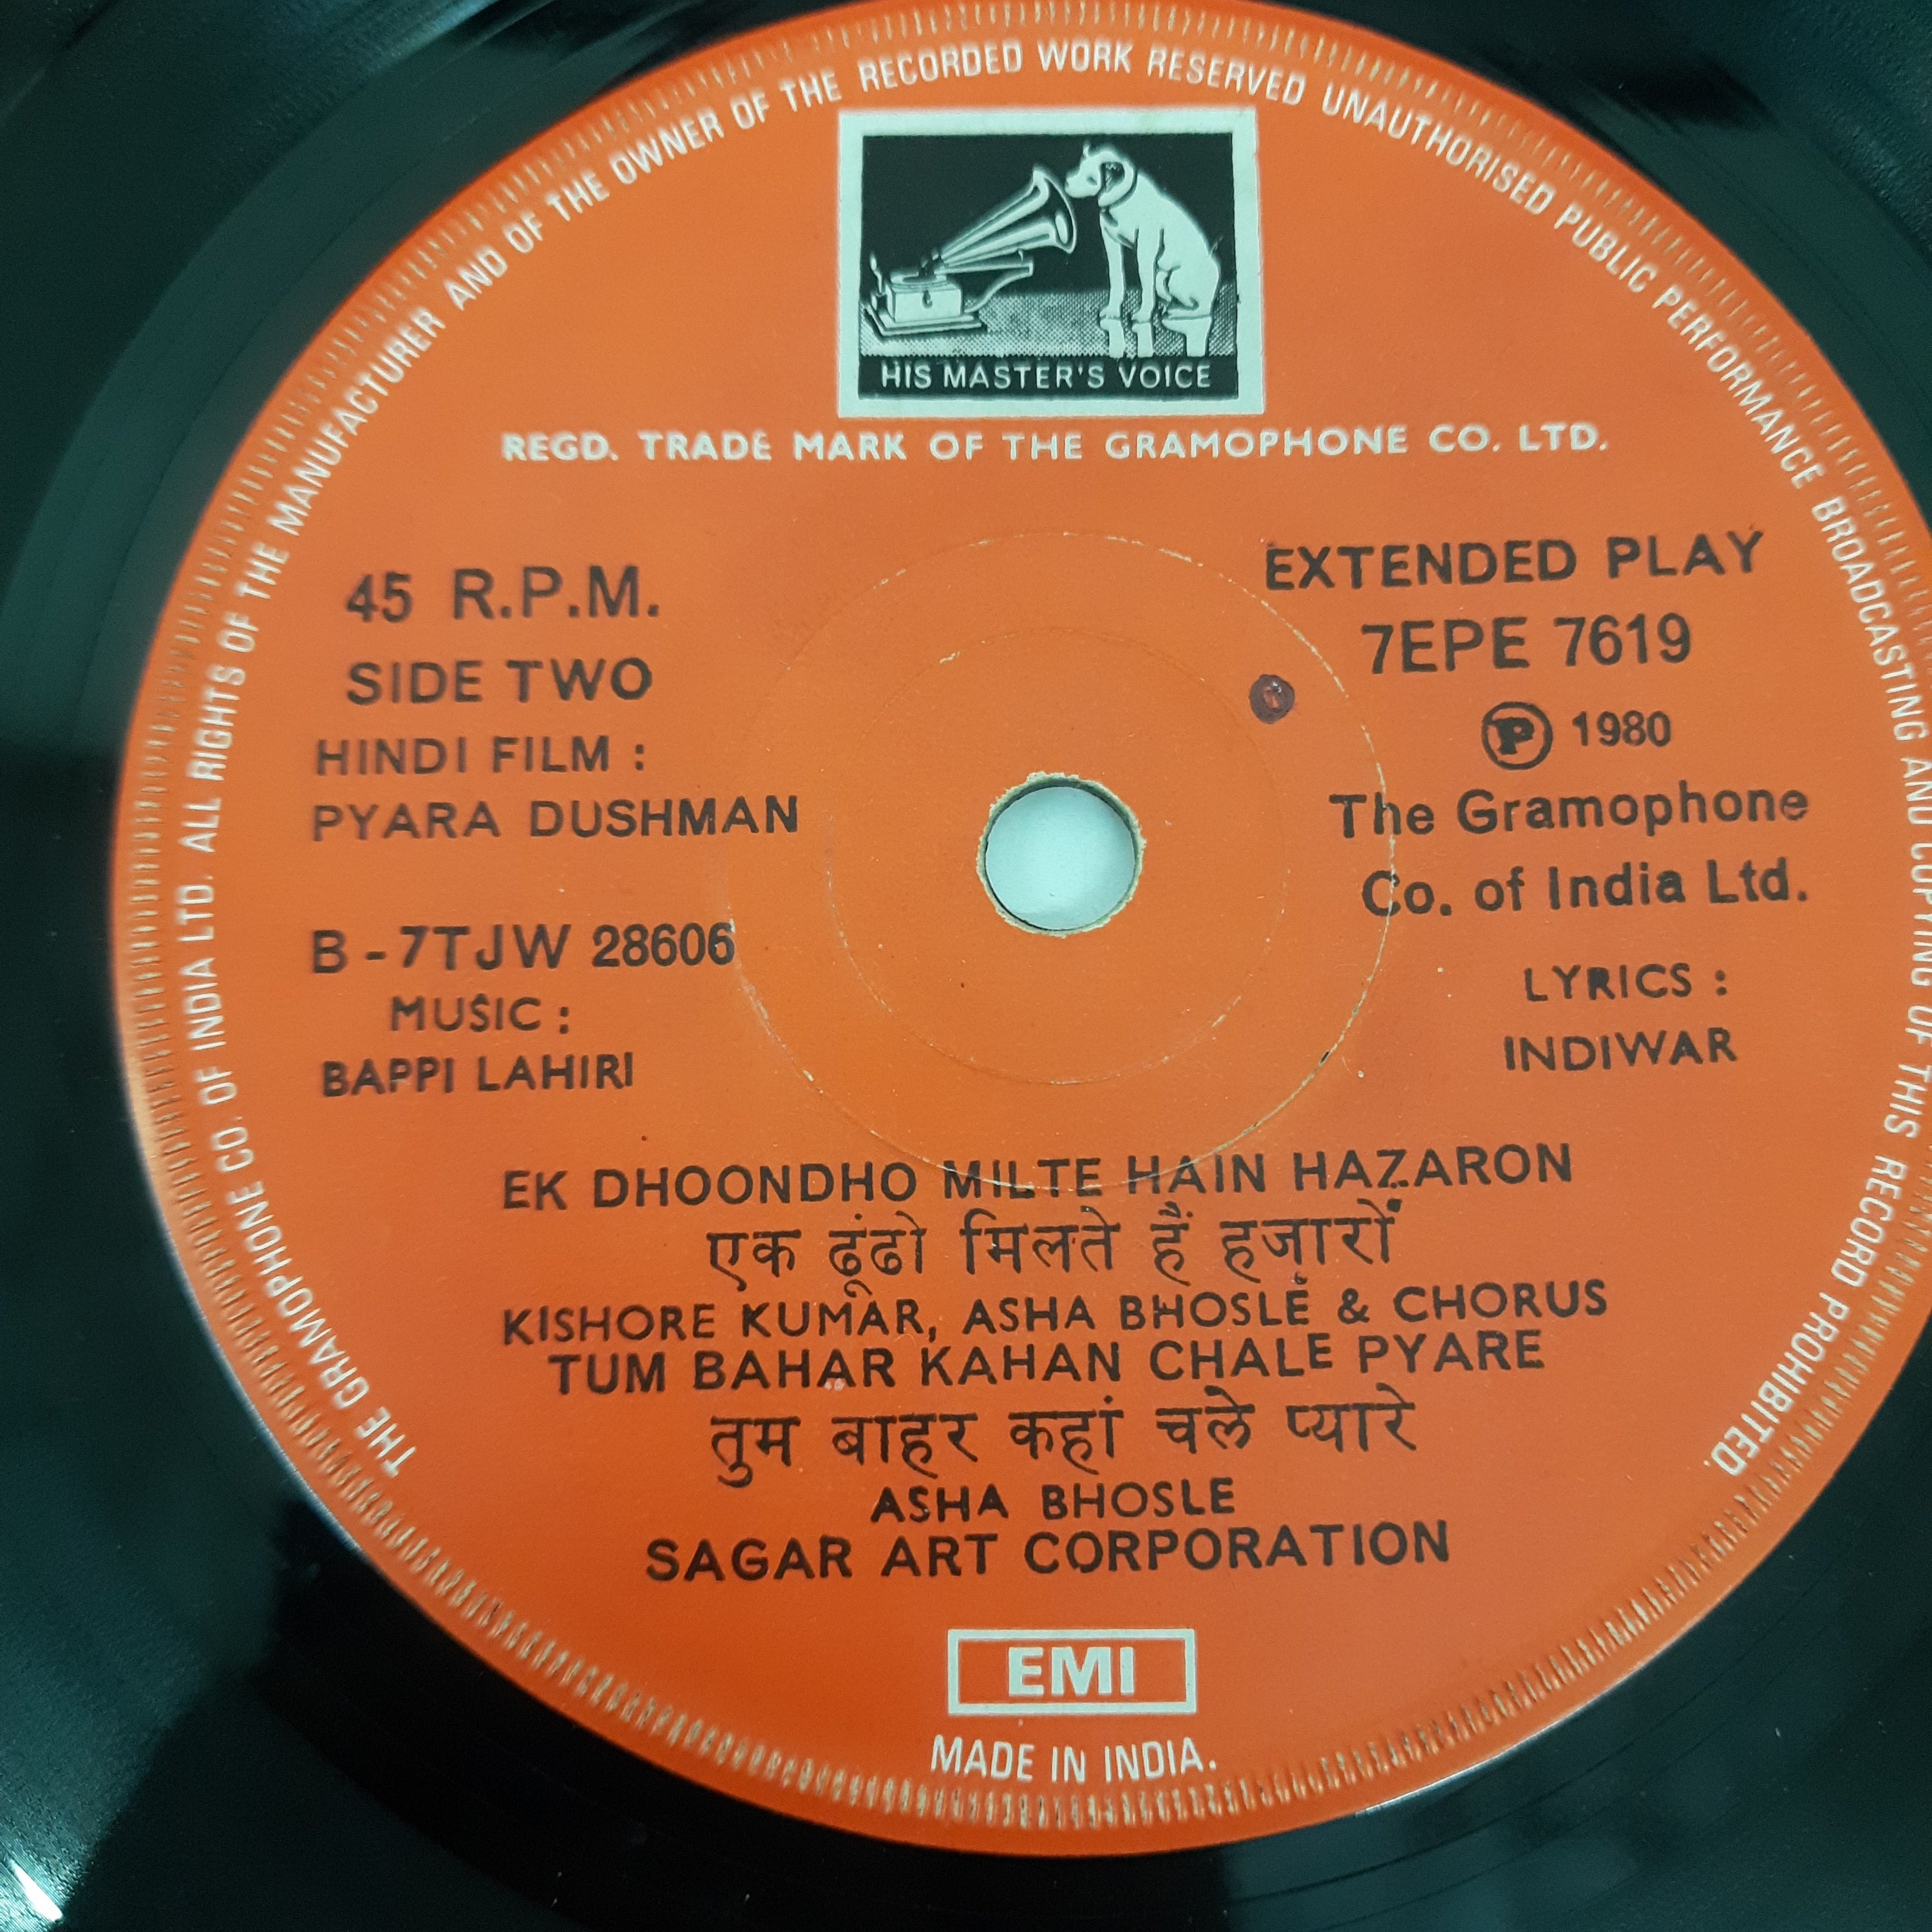 THE GRAMOPHONE CO. OF INDIA LTD. ALL RIGHTS OF THE MANUFACTURER AND OF THE OWNER OF THE RECORDED WORK RESERVED UNAUTHORISED PUBLIC PERFORMANCE BROADCASTING AND COPYING OF THIS RECORD PROHIBITED.
HIS MASTER'S VOICE
REGD. TRADE MARK OF THE GRAMOPHONE CO. LTD.
45 R.P.M.
SIDE TWO
HINDI FILM :
PYARA DUSHMAN
B - 7TJW 28606
MUSIC :
BAPPI LAHIRI
EXTENDED PLAY
7EPE 7619
Ⓟ 1980
The Gramophone
Co. of India Ltd.
LYRICS :
INDIWAR
EK DHOONDHO MILTE HAIN HAZARON
एक ढूंढो मिलते हैं हज़ारों
KISHORE KUMAR, ASHA BHOSLE & CHORUS
TUM BAHAR KAHAN CHALE PYARE
तुम बाहर कहां चले प्यारे
ASHA BHOSLE
SAGAR ART CORPORATION
EMI
MADE IN INDIA.